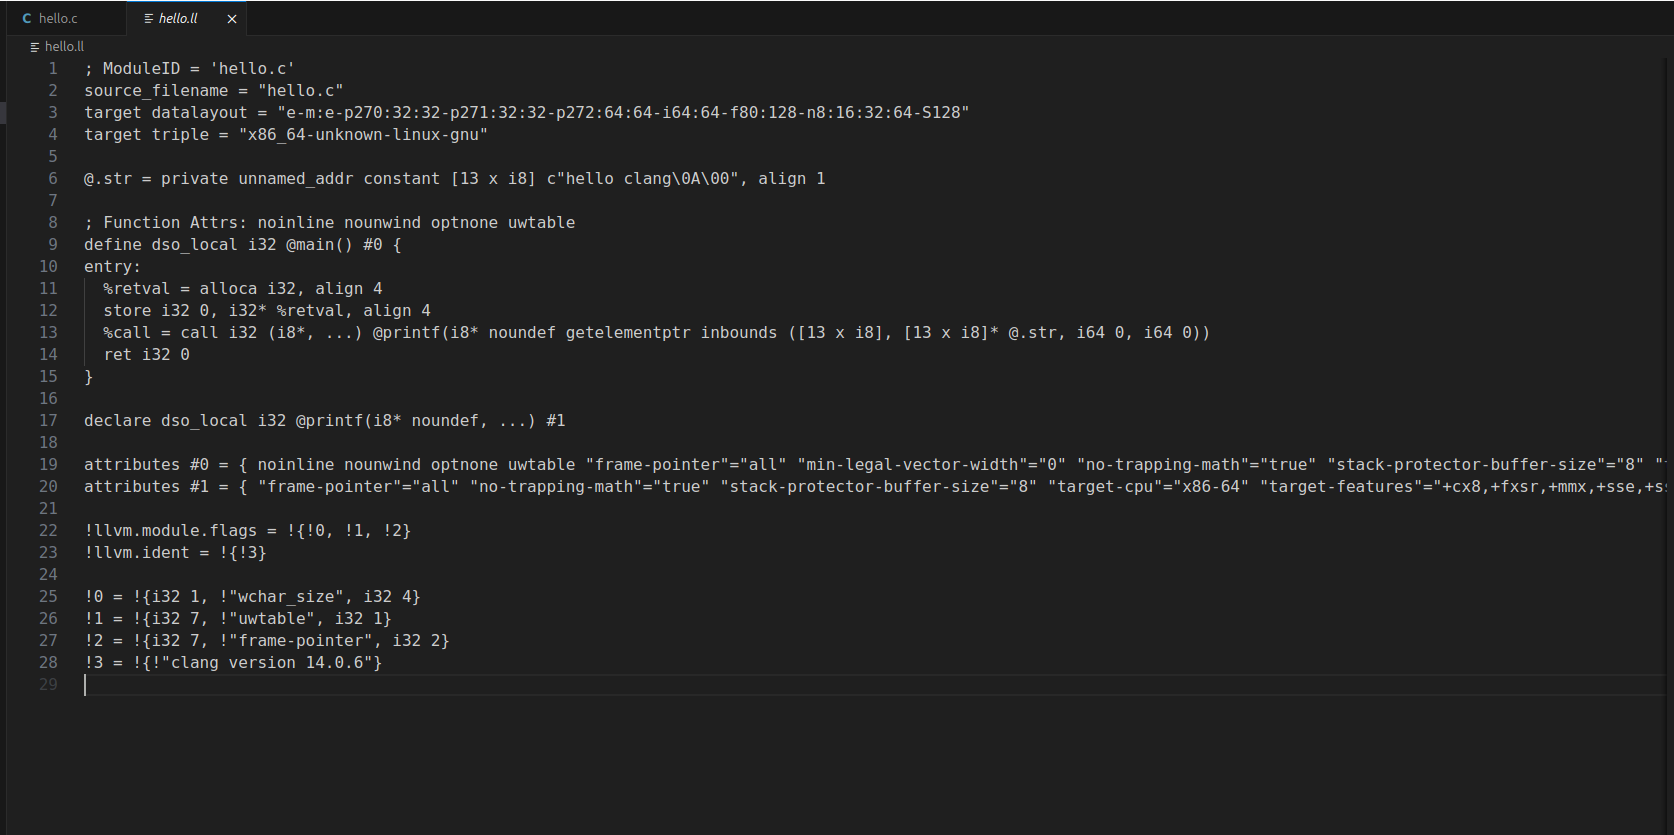 C hello.c
hello.ll
hello.ll
1 ; ModuleID = 'hello.c'
2 source_filename = "hello.c"
3 target datalayout = "e-m:e-p270:32:32-p271:32:32-p272:64:64-i64:64-f80:128-n8:16:32:64-S128"
4 target triple = "x86_64-unknown-linux-gnu"
5
6 @.str = private unnamed_addr constant [13 x i8] c"hello clang\0A\00", align 1
7
8 ; Function Attrs: noinline nounwind optnone uwtable
9 define dso_local i32 @main() #0 {
10 entry:
11   %retval = alloca i32, align 4
12   store i32 0, i32* %retval, align 4
13   %call = call i32 (i8*, ...) @printf(i8* noundef getelementptr inbounds ([13 x i8], [13 x i8]* @.str, i64 0, i64 0))
14   ret i32 0
15 }
16
17 declare dso_local i32 @printf(i8* noundef, ...) #1
18
19 attributes #0 = { noinline nounwind optnone uwtable "frame-pointer"="all" "min-legal-vector-width"="0" "no-trapping-math"="true" "stack-protector-buffer-size"="8" "
20 attributes #1 = { "frame-pointer"="all" "no-trapping-math"="true" "stack-protector-buffer-size"="8" "target-cpu"="x86-64" "target-features"="+cx8,+fxsr,+mmx,+sse,+s
21
22 !llvm.module.flags = !{!0, !1, !2}
23 !llvm.ident = !{!3}
24
25 !0 = !{i32 1, !"wchar_size", i32 4}
26 !1 = !{i32 7, !"uwtable", i32 1}
27 !2 = !{i32 7, !"frame-pointer", i32 2}
28 !3 = !{!"clang version 14.0.6"}
29